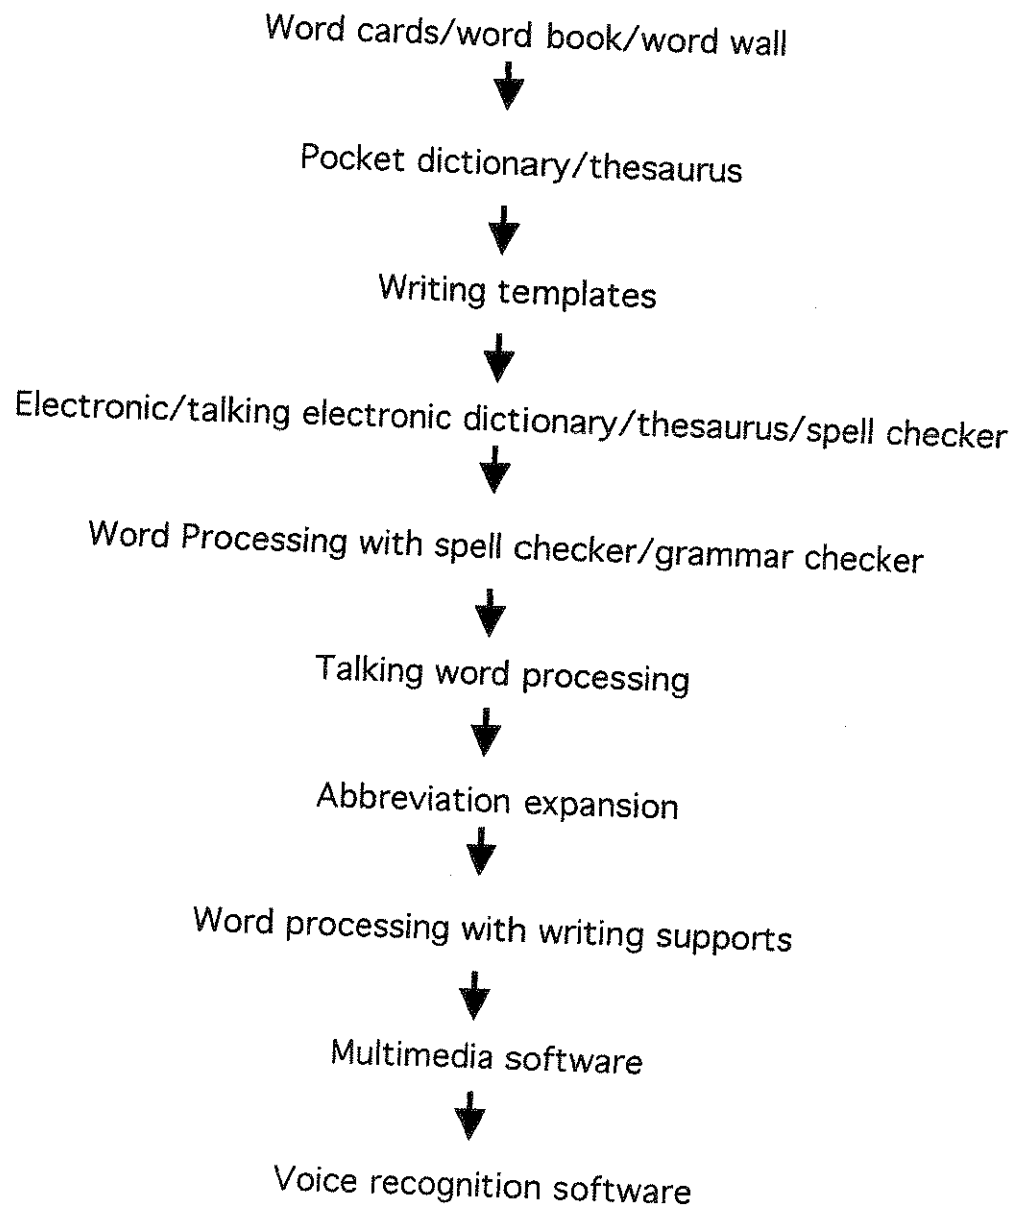 Word cards/word book/word wall
Pocket dictionary/thesaurus
Writing templates
Electronic/talking electronic dictionary/thesaurus/spell checker
Word Processing with spell checker/grammar checker
Talking word processing
Abbreviation expansion
Word processing with writing supports
Multimedia software
Voice recognition software